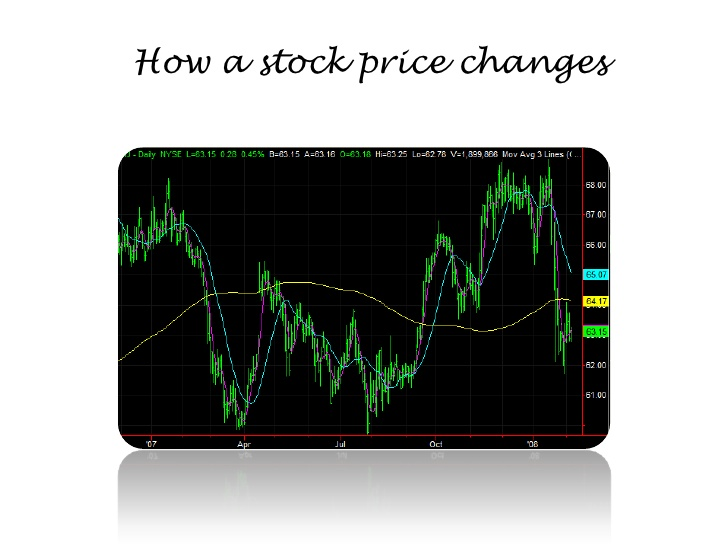 How a stock price changes
J - Daily NYSE L=63.15 0.28 0.45% B=63.15 A=63.16 O=63.18 Hi=63.25 Lo=62.78 V=1,899,866 Mov Avg 3 Lines (( ...
68.00
67.00
66.00
65.07
64.17
63.15
62.00
61.00
'07 Apr Jul Oct '08